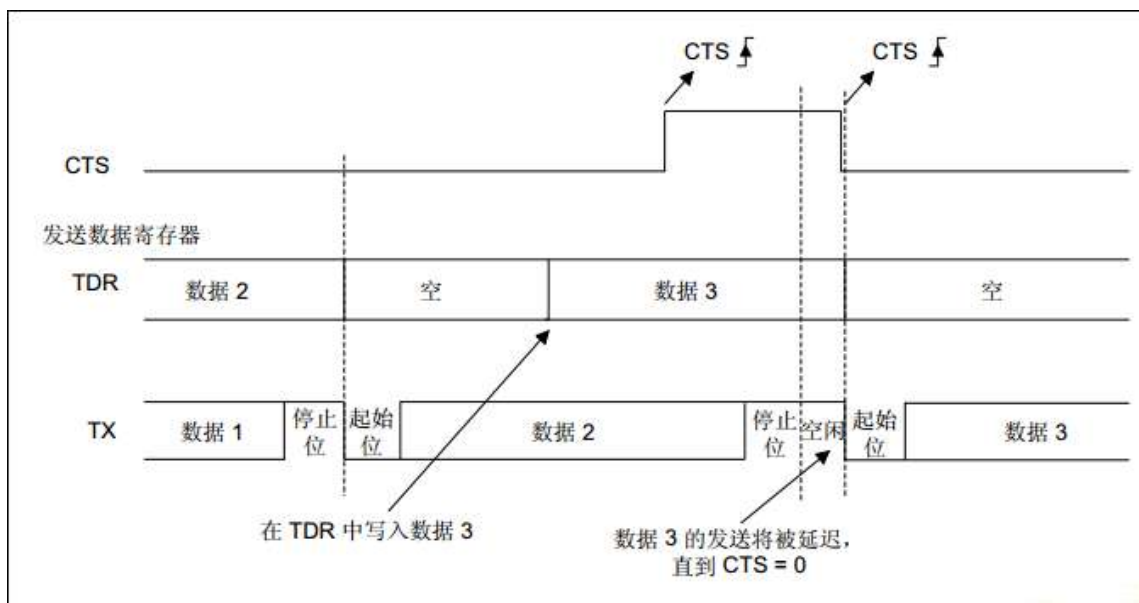 CTS
CTS
CTS
发送数据寄存器
TDR
数据 2
空
数据 3
空
TX
数据 1
停止
位
起始
位
数据 2
停止
位
空闲
起始
位
数据 3
在 TDR 中写入数据 3
数据 3 的发送将被延迟，
直到 CTS = 0